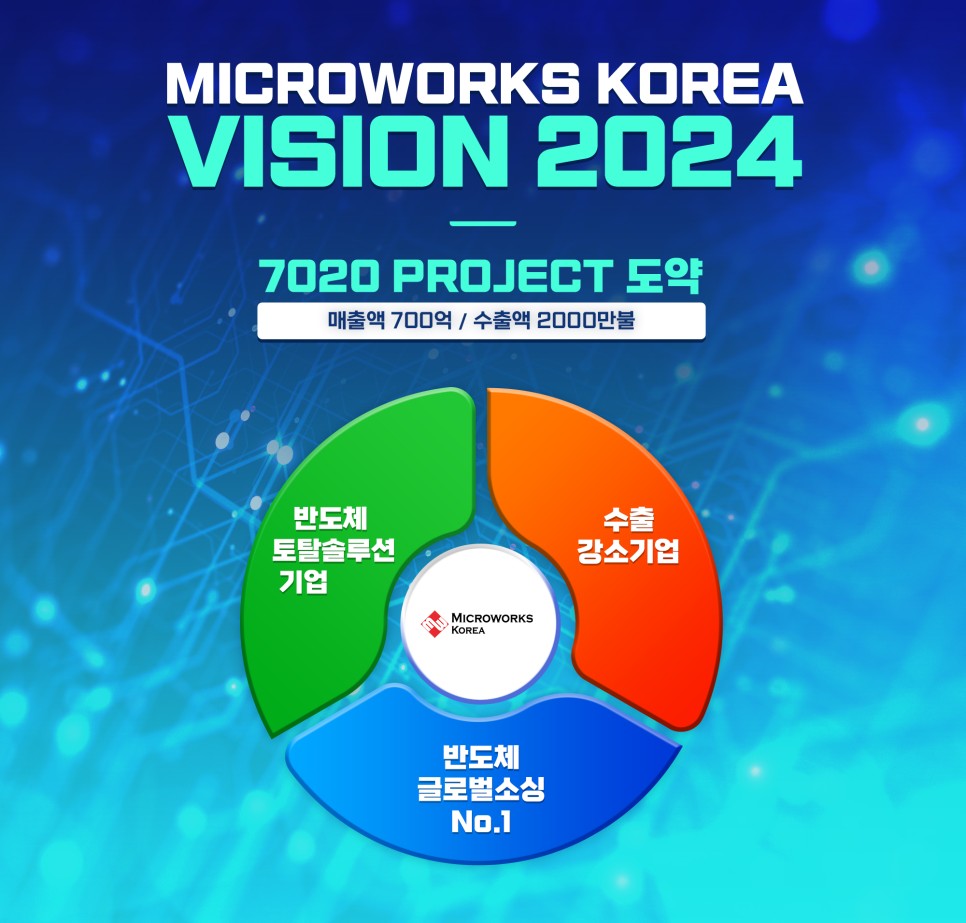 MICROWORKS KOREA
VISION 2024
7020 PROJECT 도약
매출액 700억 / 수출액 2000만불
반도체
토탈솔루션
기업
수출
강소기업
MW MICROWORKS
KOREA
반도체
글로벌소싱
No.1